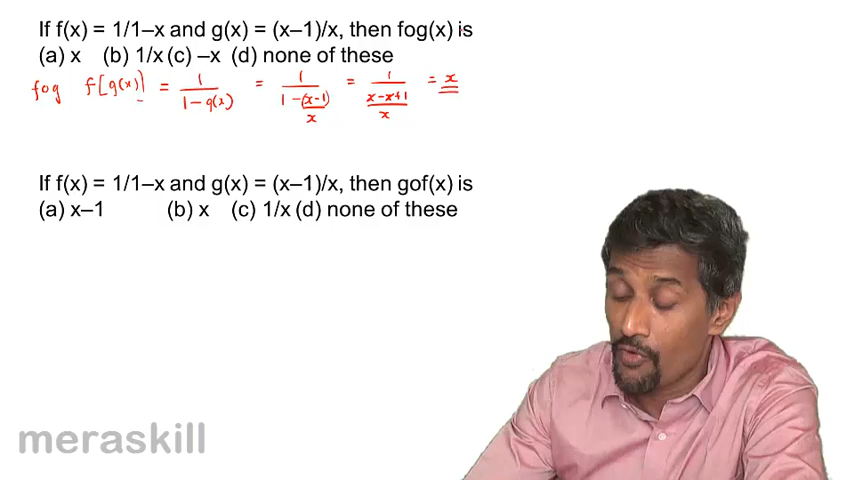 If f(x) = 1/1–x and g(x) = (x–1)/x, then fog(x) is
(a) x (b) 1/x (c) –x (d) none of these
fog f[g(x)] = 1/(1-g(x)) = 1/(1-(x-1)/x) = 1/((x-x+1)/x) = x
If f(x) = 1/1–x and g(x) = (x–1)/x, then gof(x) is
(a) x–1 (b) x (c) 1/x (d) none of these
meraskill